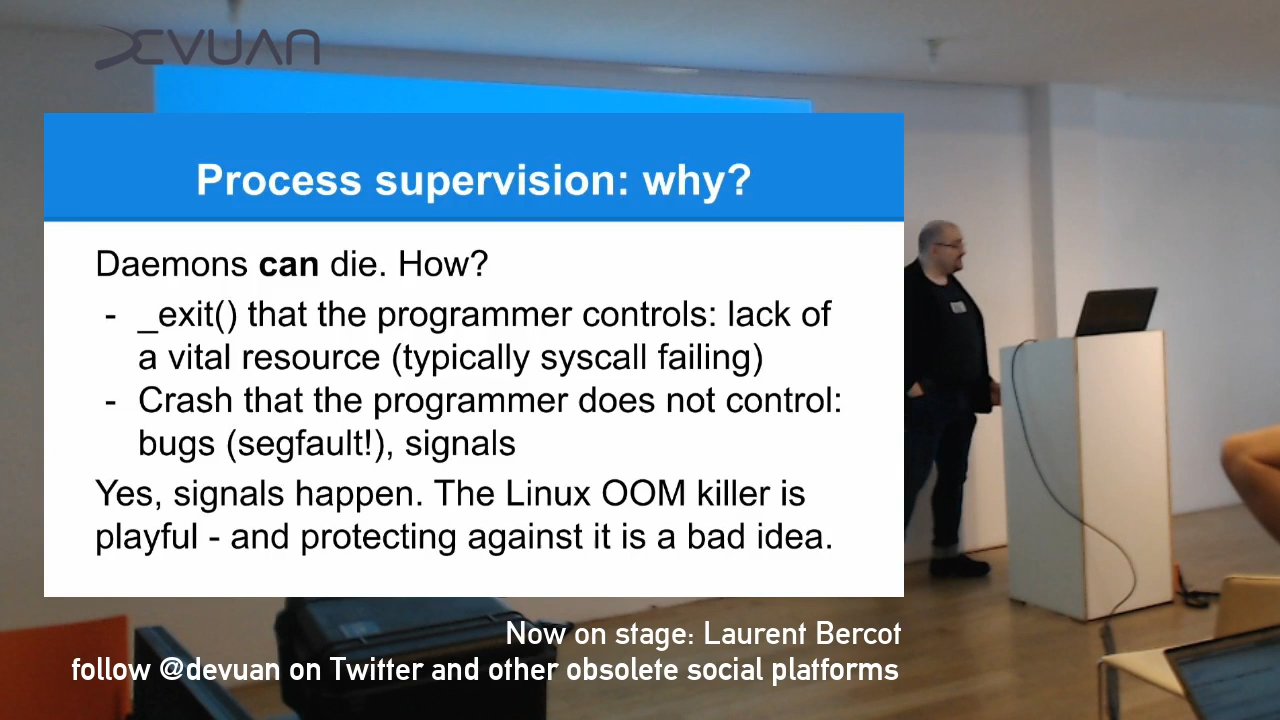 DEVUAN
Process supervision: why?
Daemons can die. How?
- _exit() that the programmer controls: lack of
a vital resource (typically syscall failing)
- Crash that the programmer does not control:
bugs (segfault!), signals
Yes, signals happen. The Linux OOM killer is
playful - and protecting against it is a bad idea.
Now on stage: Laurent Bercot
follow @devuan on Twitter and other obsolete social platforms